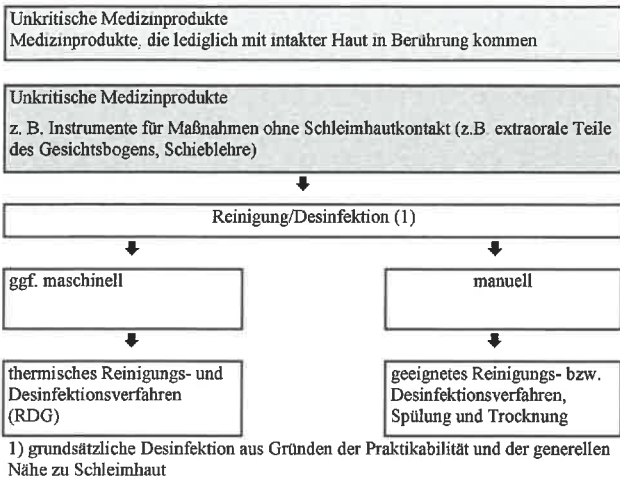 Unkritische Medizinprodukte
Medizinprodukte, die lediglich mit intakter Haut in Berührung kommen
Unkritische Medizinprodukte
z. B. Instrumente für Maßnahmen ohne Schleimhautkontakt (z.B. extraorale Teile
des Gesichtsbogens, Schieblehre)
Reinigung/Desinfektion (1)
ggf. maschinell
manuell
thermisches Reinigungs- und
Desinfektionsverfahren
(RDG)
geeignetes Reinigungs- bzw.
Desinfektionsverfahren,
Spülung und Trocknung
1) grundsätzliche Desinfektion aus Gründen der Praktikabilität und der generellen
Nähe zu Schleimhaut